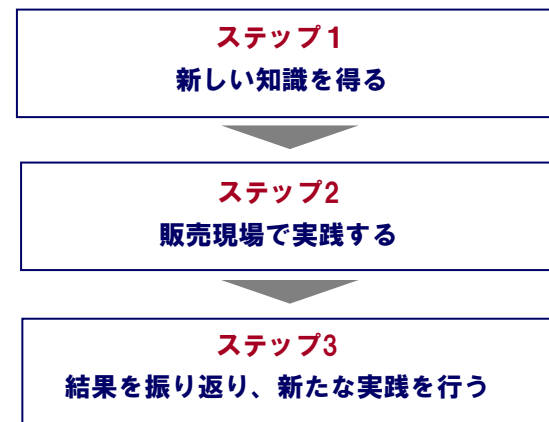 ステップ１
新しい知識を得る
ステップ2
販売現場で実践する
ステップ3
結果を振り返り、新たな実践を行う